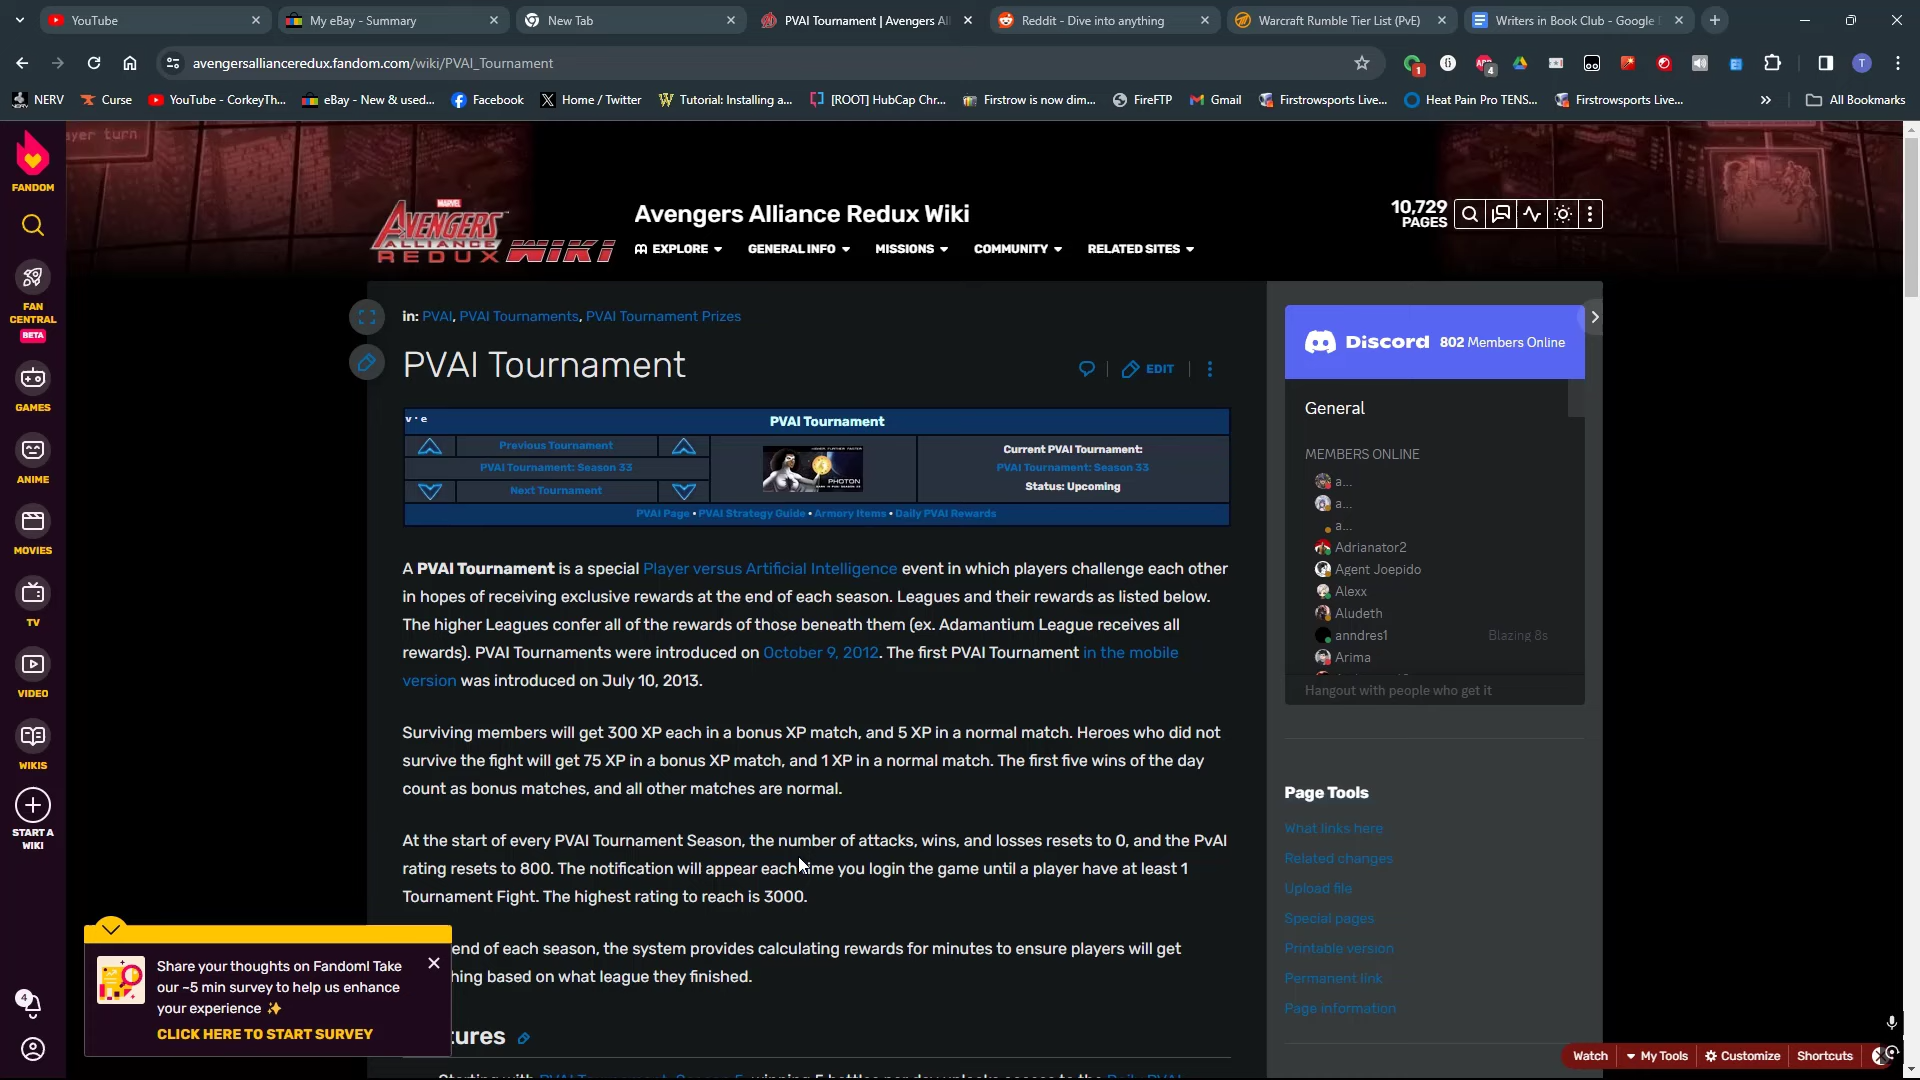 YouTube
My eBay - Summary
New Tab
PVAI Tournament | Avengers All
Reddit - Dive into anything
Warcraft Rumble Tier List (PvE)
Writers in Book Club - Google
avengersallianceredux.fandom.com/wiki/PVAI_Tournament
1
4
T
NERV
Curse
YouTube - CorkeyTh...
eBay - New & used...
Facebook
Home / Twitter
Tutorial: Installing a...
[ROOT] HubCap Chr...
Firstrow is now dim...
FireFTP
Gmail
Firstrowsports Live...
Heat Pain Pro TENS...
Firstrowsports Live...
All Bookmarks
FANDOM
FAN CENTRAL
BETA
GAMES
ANIME
MOVIES
TV
VIDEO
WIKIS
START A WIKI
4
ayer turn
MARVEL
AVENGERS
ALLIANCE
REDUX WIKI
Avengers Alliance Redux Wiki
10,729
PAGES
EXPLORE
GENERAL INFO
MISSIONS
COMMUNITY
RELATED SITES
in: PVAI, PVAI Tournaments, PVAI Tournament Prizes
PVAI Tournament
EDIT
v · e
PVAI Tournament
Previous Tournament
PVAI Tournament: Season 33
Next Tournament
PHOTON
Current PVAI Tournament:
PVAI Tournament: Season 33
Status: Upcoming
PVAI Page • PVAI Strategy Guide • Armory Items • Daily PVAI Rewards
A PVAI Tournament is a special Player versus Artificial Intelligence event in which players challenge each other
in hopes of receiving exclusive rewards at the end of each season. Leagues and their rewards as listed below.
The higher Leagues confer all of the rewards of those beneath them (ex. Adamantium League receives all
rewards). PVAI Tournaments were introduced on October 9, 2012. The first PVAI Tournament in the mobile
version was introduced on July 10, 2013.
Surviving members will get 300 XP each in a bonus XP match, and 5 XP in a normal match. Heroes who did not
survive the fight will get 75 XP in a bonus XP match, and 1 XP in a normal match. The first five wins of the day
count as bonus matches, and all other matches are normal.
At the start of every PVAI Tournament Season, the number of attacks, wins, and losses resets to 0, and the PvAI
rating resets to 800. The notification will appear each time you login the game until a player have at least 1
Tournament Fight. The highest rating to reach is 3000.
end of each season, the system provides calculating rewards for minutes to ensure players will get
hing based on what league they finished.
tures
Discord 802 Members Online
General
MEMBERS ONLINE
a...
a...
a...
Adrianator2
Agent Joepido
Alexx
Aludeth
anndres1 Blazing 8s
Arima
Hangout with people who get it
Page Tools
What links here
Related changes
Upload file
Special pages
Printable version
Permanent link
Page information
Share your thoughts on Fandom! Take
our ~5 min survey to help us enhance
your experience ✨
CLICK HERE TO START SURVEY
Watch
My Tools
Customize
Shortcuts